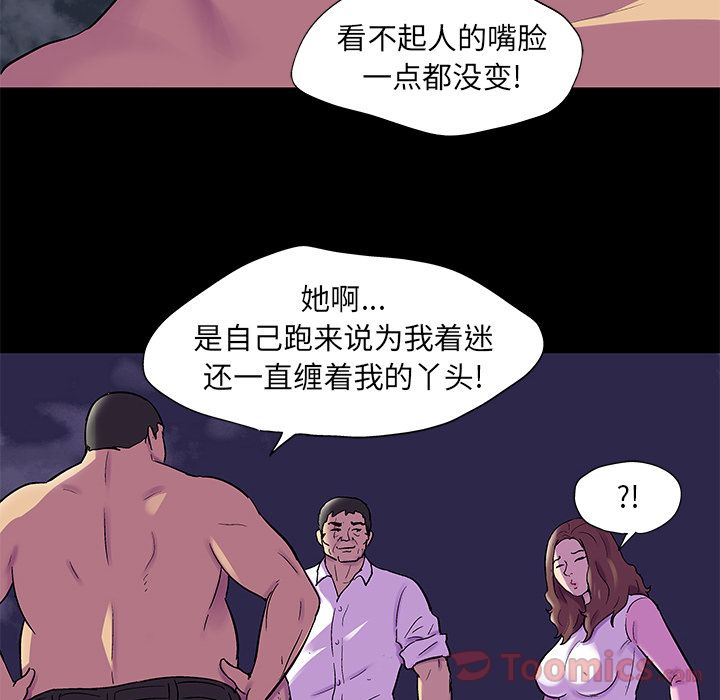 看不起人的嘴脸
一点都没变!
她啊...
是自己跑来说为我着迷
还一直缠着我的丫头!
?!
Toomics